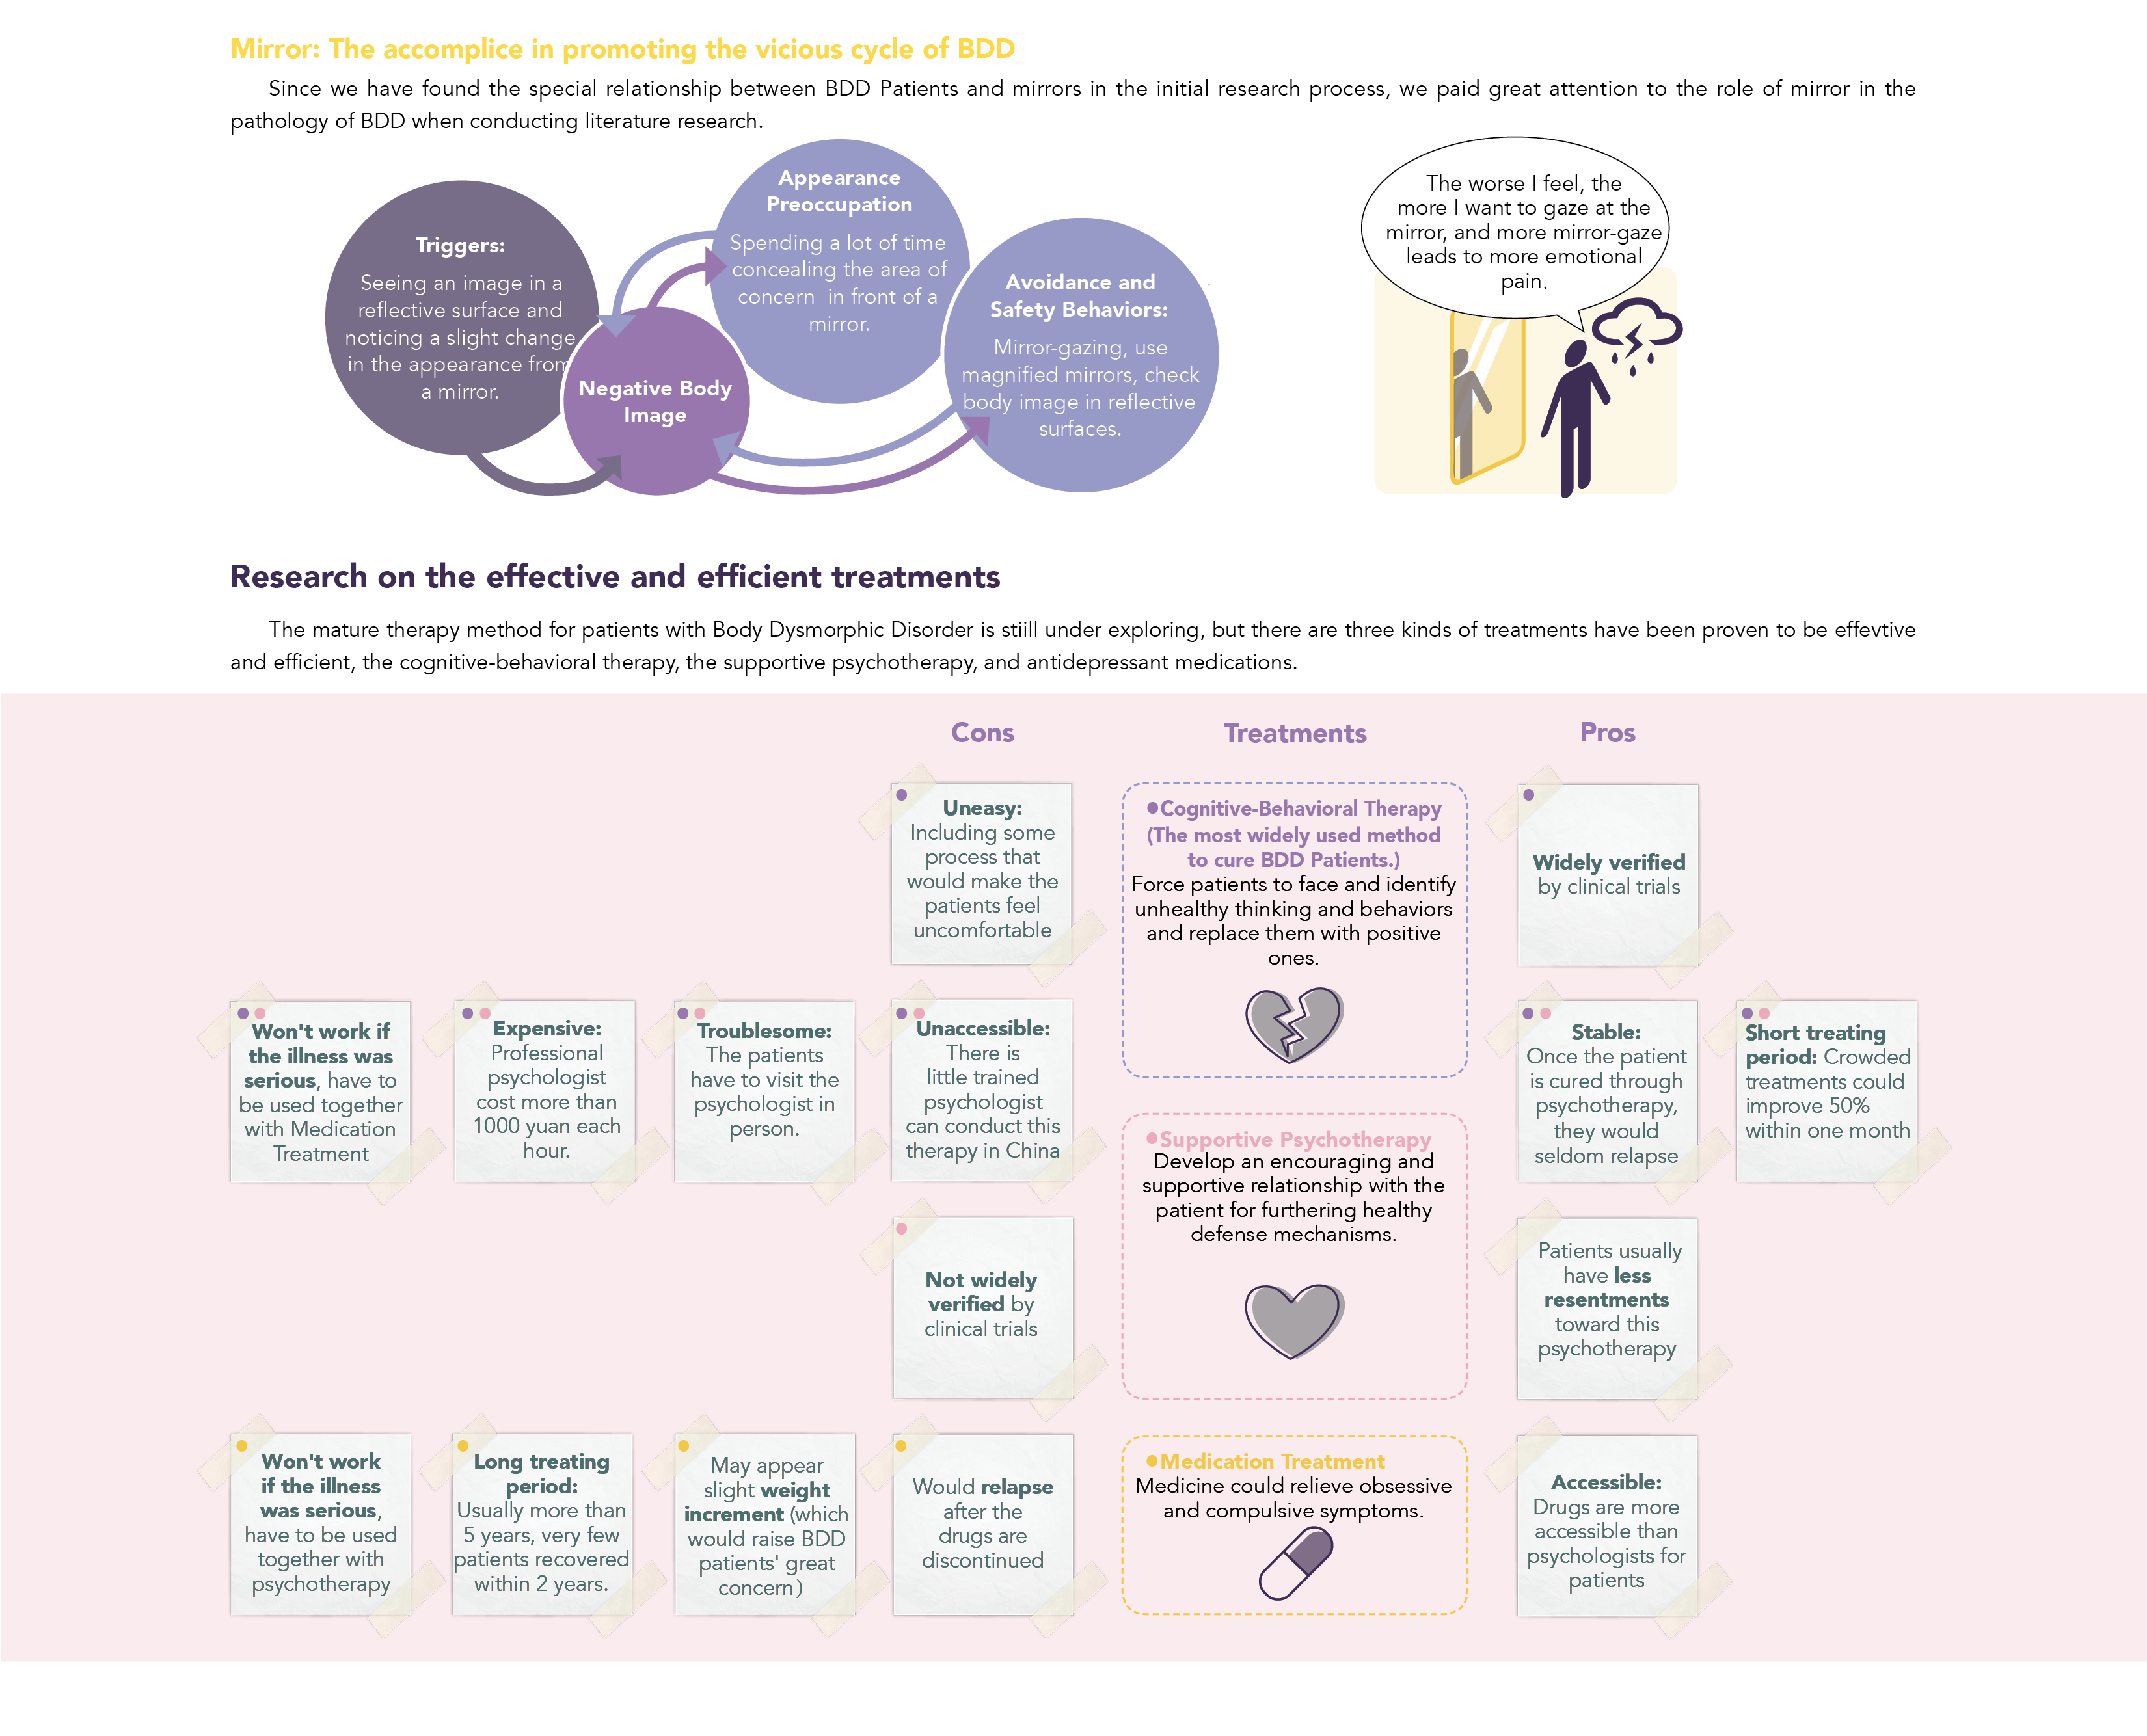 Mirror: The accomplice in promoting the vicious cycle of BDD
Since we have found the special relationship between BDD Patients and mirrors in the initial research process, we paid great attention to the role of mirror in the
pathology of BDD when conducting literature research.
Triggers:
Seeing an image in a
reflective surface and
noticing a slight change
in the appearance from
a mirror.
Negative Body
Image
Appearance
Preoccupation
Spending a lot of time
concealing the area of
concern in front of a
mirror.
Avoidance and
Safety Behaviors:
Mirror-gazing, use
magnified mirrors, check
body image in reflective
surfaces.
The worse I feel, the
more I want to gaze at the
mirror, and more mirror-gaze
leads to more emotional
pain.
Research on the effective and efficient treatments
The mature therapy method for patients with Body Dysmorphic Disorder is stiill under exploring, but there are three kinds of treatments have been proven to be effevtive
and efficient, the cognitive-behavioral therapy, the supportive psychotherapy, and antidepressant medications.
Cons
Treatments
Pros
Uneasy:
Including some
process that
would make the
patients feel
uncomfortable
•Cognitive-Behavioral Therapy
(The most widely used method
to cure BDD Patients.)
Force patients to face and identify
unhealthy thinking and behaviors
and replace them with positive
ones.
Widely verified
by clinical trials
Won't work if
the illness was
serious, have to
be used together
with Medication
Treatment
Expensive:
Professional
psychologist
cost more than
1000 yuan each
hour.
Troublesome:
The patients
have to visit the
psychologist in
person.
Unaccessible:
There is
little trained
psychologist
can conduct this
therapy in China
Stable:
Once the patient
is cured through
psychotherapy,
they would
seldom relapse
Short treating
period: Crowded
treatments could
improve 50%
within one month
Not widely
verified by
clinical trials
•Supportive Psychotherapy
Develop an encouraging and
supportive relationship with the
patient for furthering healthy
defense mechanisms.
Patients usually
have less
resentments
toward this
psychotherapy
Won't work
if the illness
was serious,
have to be used
together with
psychotherapy
Long treating
period:
Usually more than
5 years, very few
patients recovered
within 2 years.
May appear
slight weight
increment (which
would raise BDD
patients' great
concern)
Would relapse
after the
drugs are
discontinued
•Medication Treatment
Medicine could relieve obsessive
and compulsive symptoms.
Accessible:
Drugs are more
accessible than
psychologists for
patients